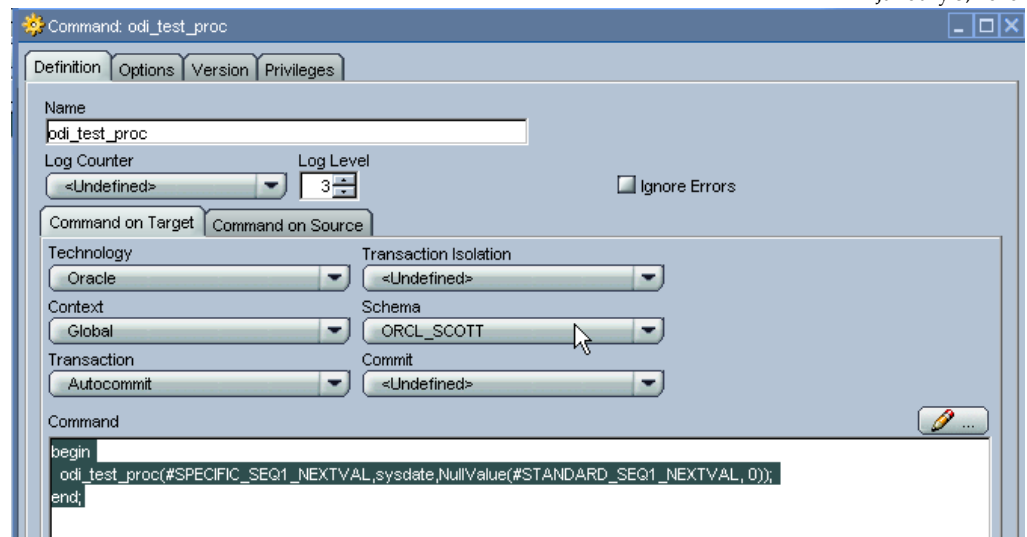 Command: odi_test_proc
Definition Options Version Privileges
Name
odi_test_proc
Log Counter Log Level
<Undefined> 3 Ignore Errors
Command on Target Command on Source
Technology Transaction Isolation
Oracle <Undefined>
Context Schema
Global ORCL_SCOTT
Transaction Commit
Autocommit <Undefined>
Command ...
begin
odi_test_proc(#SPECIFIC_SEQ1_NEXTVAL,sysdate,NullValue(#STANDARD_SEQ1_NEXTVAL, 0));
end;